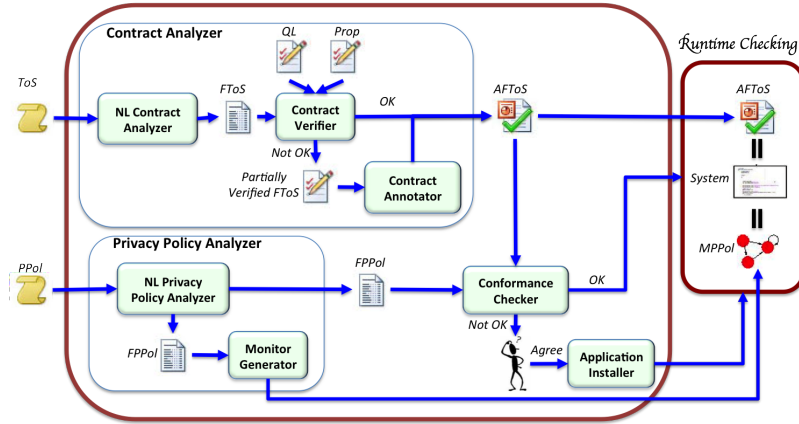 Contract Analyzer
QL
Prop
Runtime Checking
ToS
FToS
AFToS
AFToS
NL Contract
Analyzer
Contract
Verifier
OK
Not OK
Partially
Verified FToS
Contract
Annotator
System
MPPol
Privacy Policy Analyzer
PPol
NL Privacy
Policy Analyzer
FPPol
Conformance
Checker
OK
Not OK
FPPol
Monitor
Generator
Agree
Application
Installer